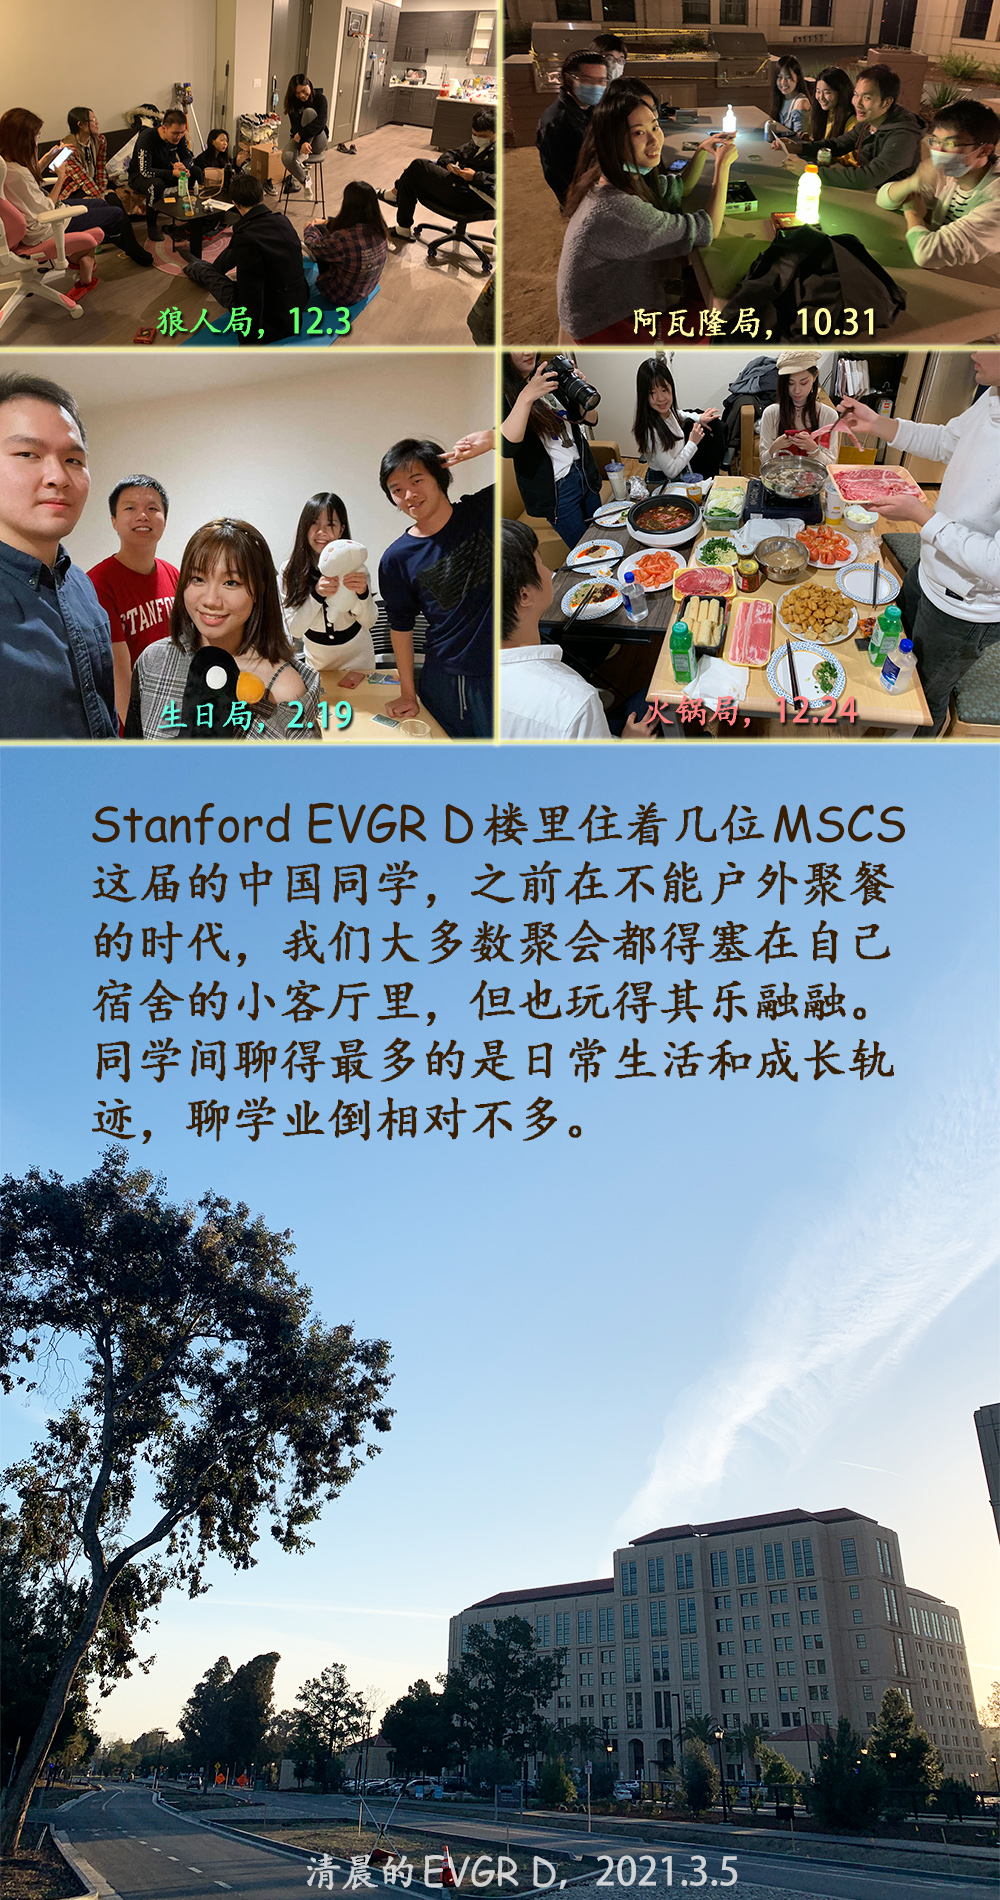 狼人局，12.3
阿瓦隆局，10.31
STANFOR
生日局，2.19
火锅局，12.24
Stanford EVGR D楼里住着几位MSCS
这届的中国同学，之前在不能户外聚餐
的时代，我们大多数聚会都得塞在自己
宿舍的小客厅里，但也玩得其乐融融。
同学间聊得最多的是日常生活和成长轨
迹，聊学业倒相对不多。
清晨的EVGR D，2021.3.5